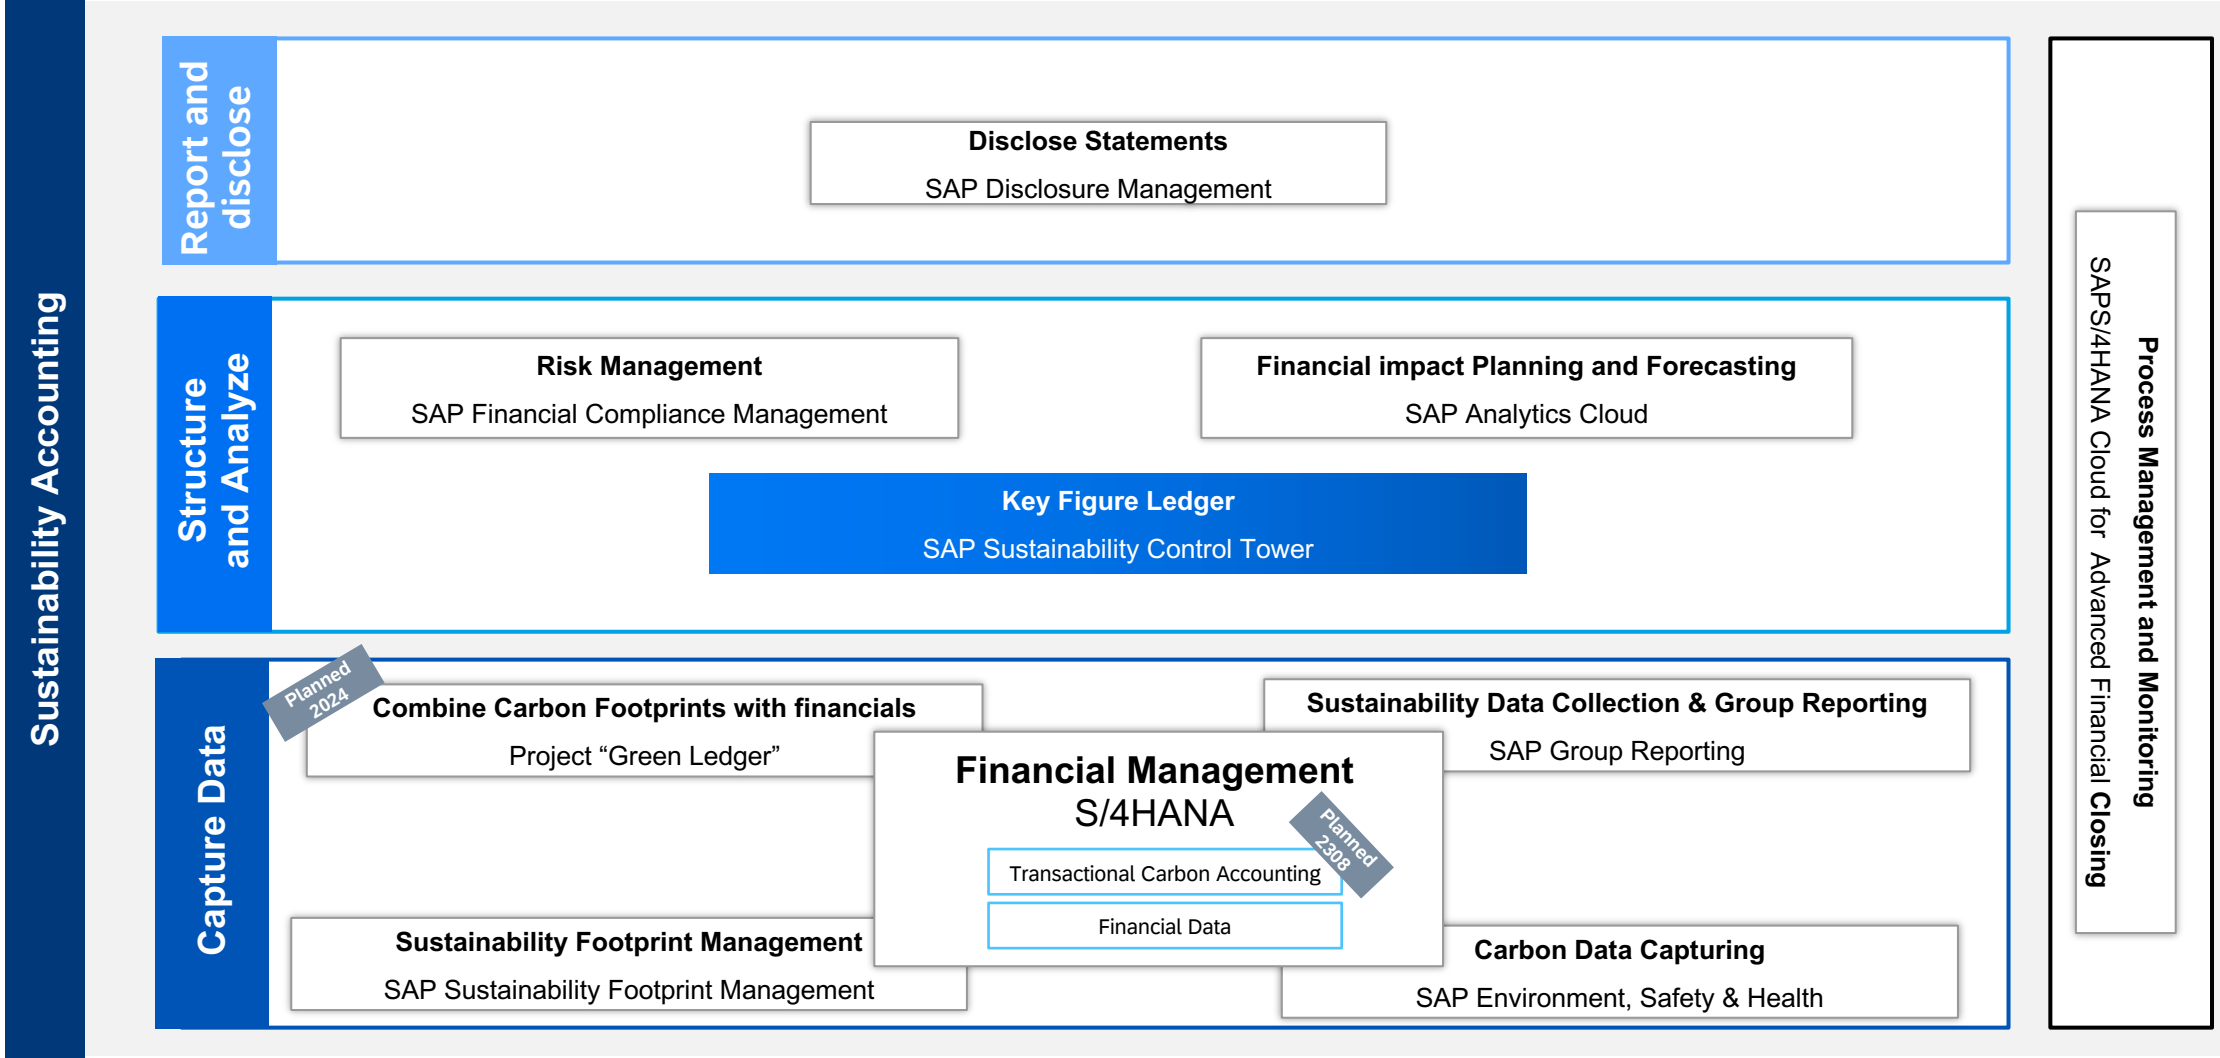 Sustainability Accounting
Report and
disclose
Disclose Statements
SAP Disclosure Management
Structure
and Analyze
Risk Management
SAP Financial Compliance Management
Financial impact Planning and Forecasting
SAP Analytics Cloud
Key Figure Ledger
SAP Sustainability Control Tower
Capture Data
Planned
2024
Combine Carbon Footprints with financials
Project “Green Ledger”
Sustainability Data Collection & Group Reporting
SAP Group Reporting
Financial Management
S/4HANA
Planned
2308
Transactional Carbon Accounting
Financial Data
Sustainability Footprint Management
SAP Sustainability Footprint Management
Carbon Data Capturing
SAP Environment, Safety & Health
Process Management and Monitoring
SAPS/4HANA Cloud for Advanced Financial Closing